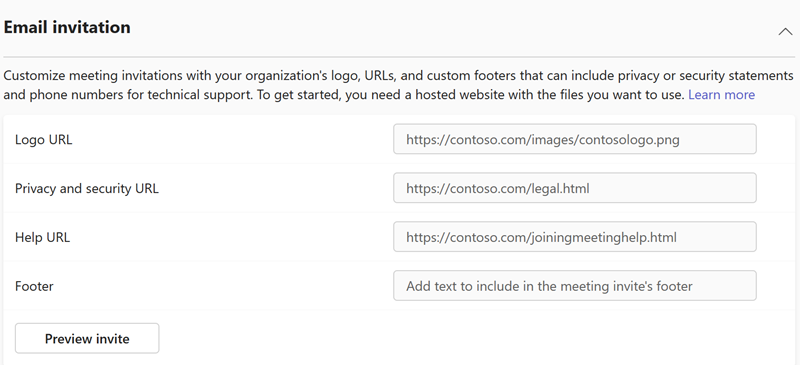 Email invitation
Customize meeting invitations with your organization's logo, URLs, and custom footers that can include privacy or security statements
and phone numbers for technical support. To get started, you need a hosted website with the files you want to use. Learn more
Logo URL https://contoso.com/images/contosologo.png
Privacy and security URL https://contoso.com/legal.html
Help URL https://contoso.com/joiningmeetinghelp.html
Footer Add text to include in the meeting invite's footer
Preview invite